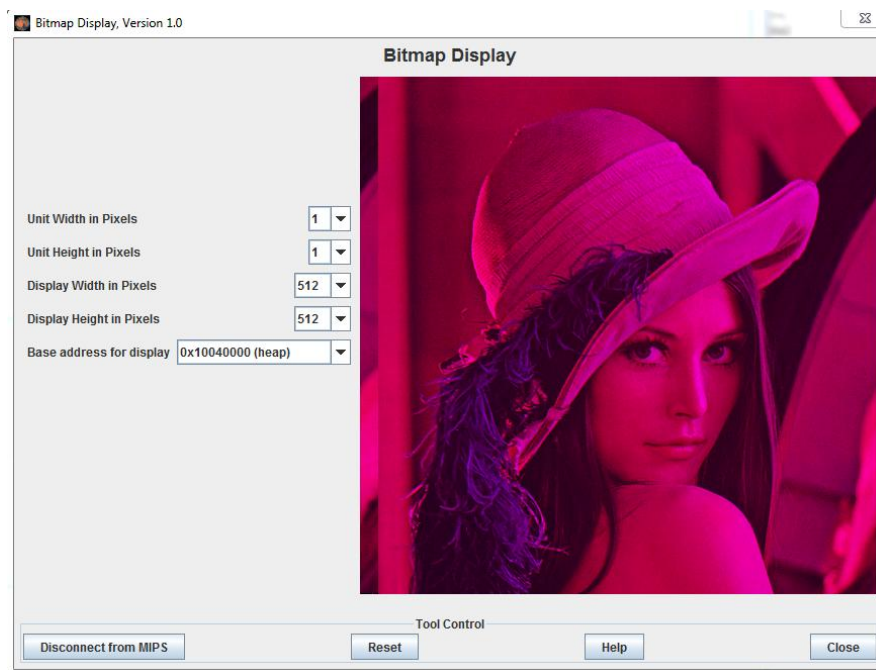 Bitmap Display, Version 1.0
Bitmap Display
Unit Width in Pixels 1
Unit Height in Pixels 1
Display Width in Pixels 512
Display Height in Pixels 512
Base address for display 0x10040000 (heap)
Tool Control
Disconnect from MIPS Reset Help Close